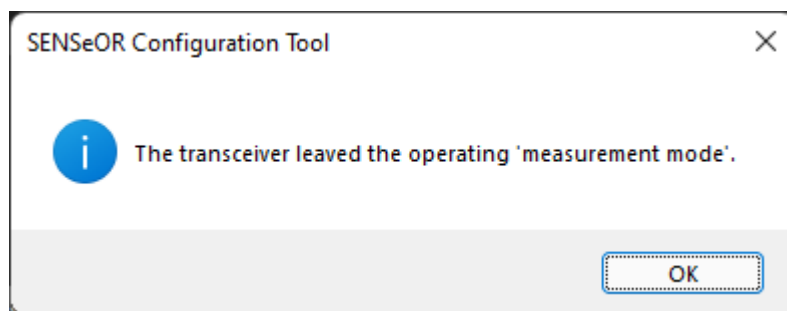 SENSeOR Configuration Tool
The transceiver leaved the operating 'measurement mode'.
OK